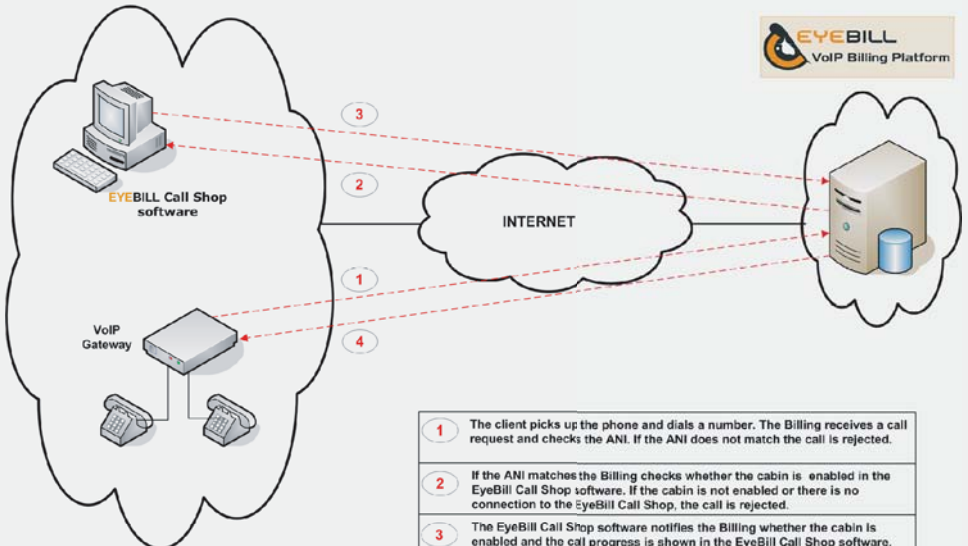 EYEBILL
VoIP Billing Platform
3
2
EYEBILL Call Shop
software
INTERNET
1
VoIP
Gateway
4
1
The client picks up the phone and dials a number. The Billing receives a call
request and checks the ANI. If the ANI does not match the call is rejected.
2
If the ANI matches the Billing checks whether the cabin is enabled in the
EyeBill Call Shop software. If the cabin is not enabled or there is no
connection to the EyeBill Call Shop, the call is rejected.
3
The EyeBill Call Shop software notifies the Billing whether the cabin is
enabled and the call progress is shown in the EyeBill Call Shop software.